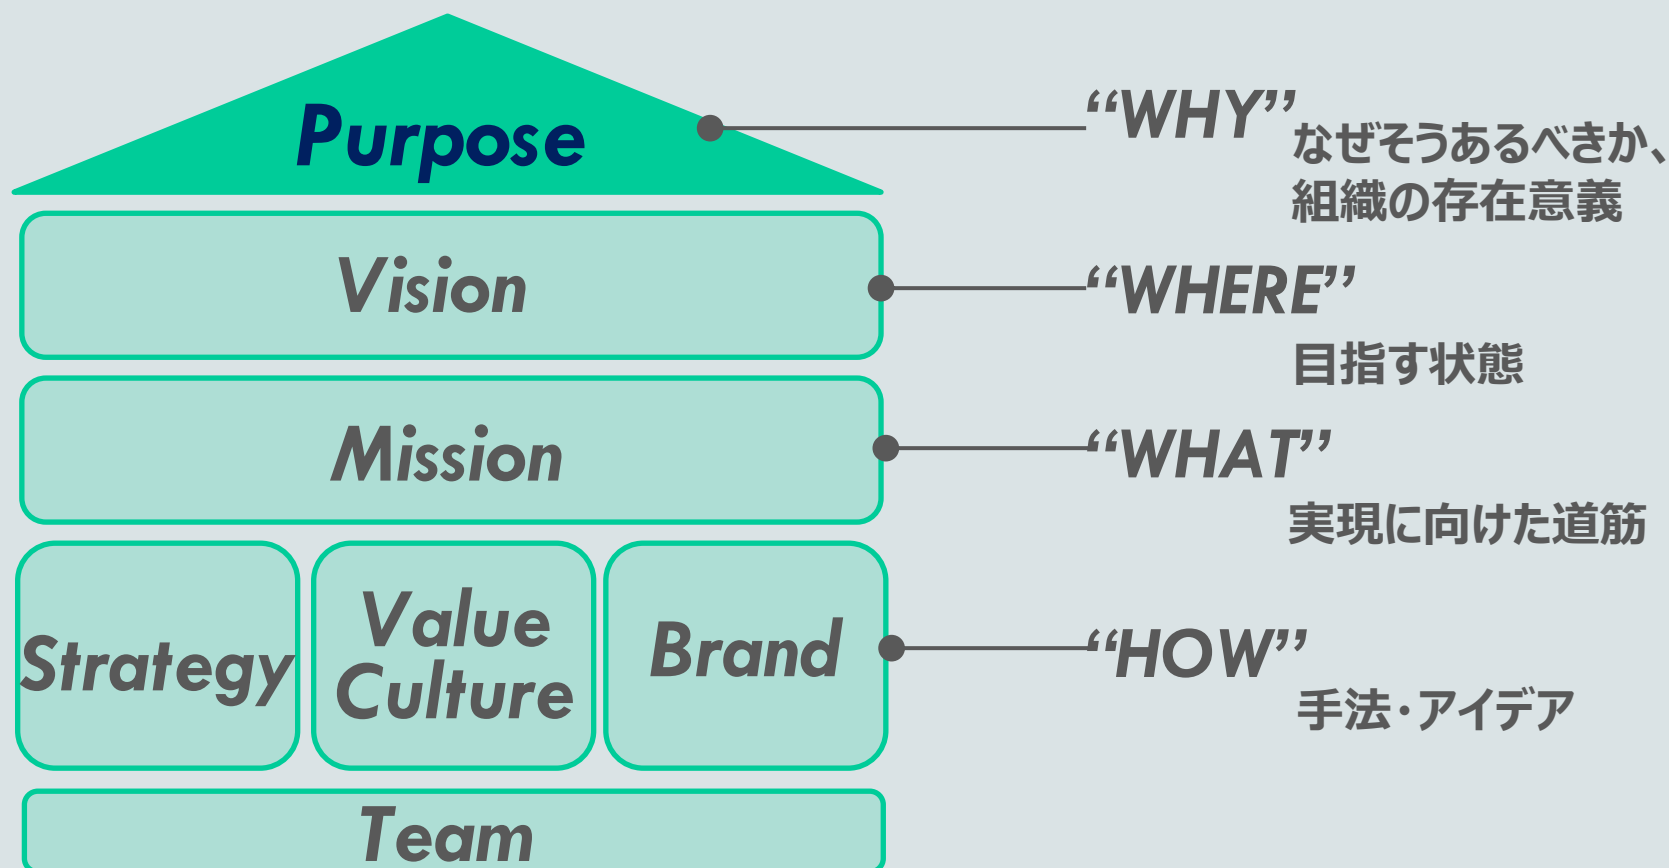 Purpose
“WHY”
なぜそうあるべきか、
組織の存在意義
Vision
“WHERE”
目指す状態
Mission
“WHAT”
実現に向けた道筋
Strategy
Value
Culture
Brand
“HOW”
手法・アイデア
Team